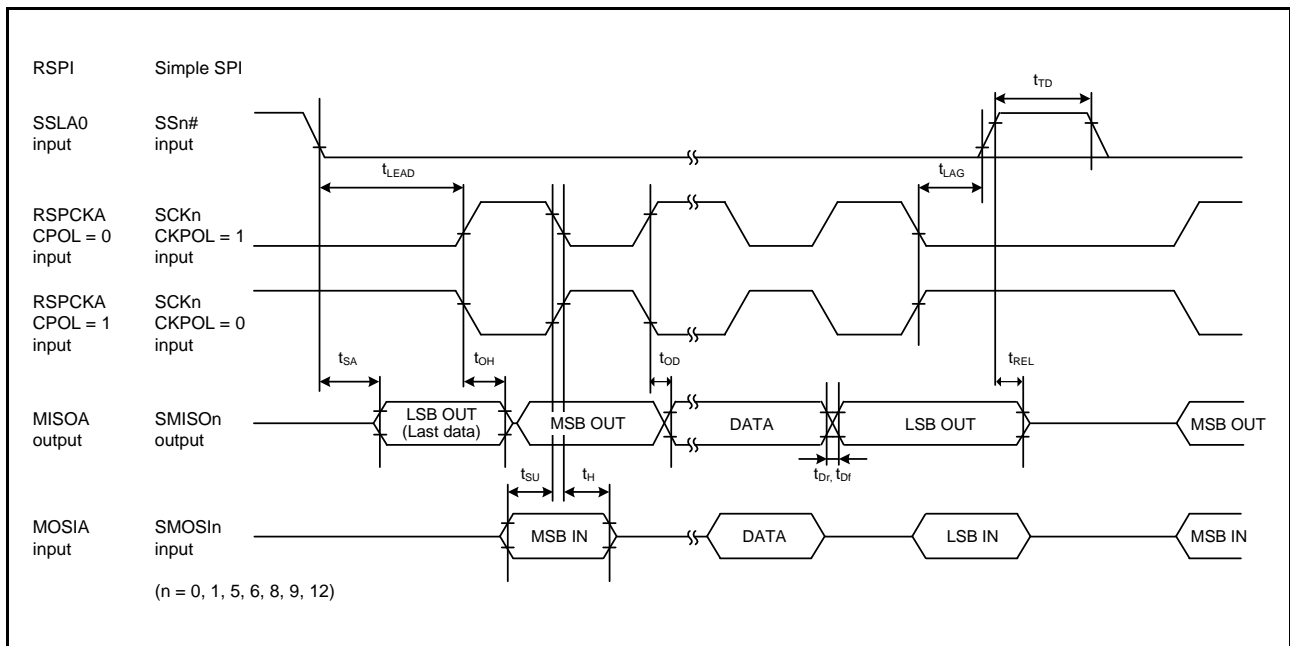 RSPI Simple SPI
tTD
SSLA0 SSn#
input input
tLEAD tLAG
RSPCKA SCKn
CPOL = 0 CKPOL = 1
input input
RSPCKA SCKn
CPOL = 1 CKPOL = 0
input input
tSA tOH tOD tREL
MISOA SMISOn
output output
LSB OUT
(Last data)
MSB OUT DATA LSB OUT MSB OUT
tSU tH tDr, tDf
MOSIA SMOSIn
input input
MSB IN DATA LSB IN MSB IN
(n = 0, 1, 5, 6, 8, 9, 12)